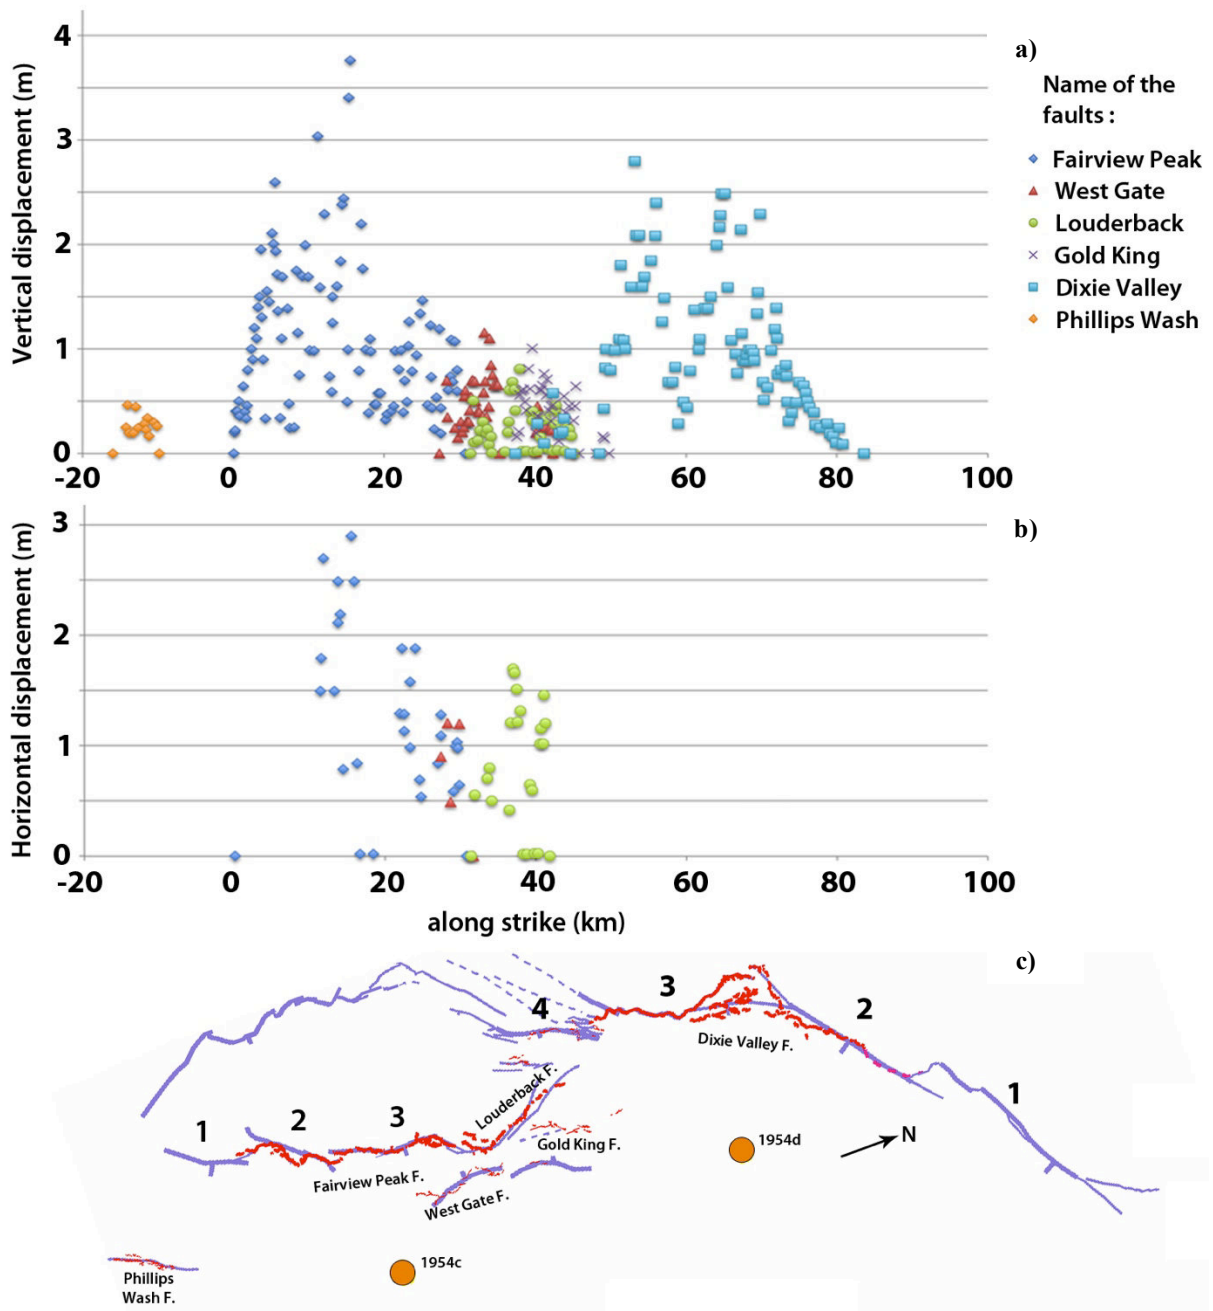 a)
Name of the
faults :
Fairview Peak
West Gate
Louderback
Gold King
Dixie Valley
Phillips Wash
Vertical displacement (m)
4
3
2
1
0
-20 0 20 40 60 80 100
b)
Horizontal displacement (m)
3
2
1
0
-20 0 20 40 60 80 100
along strike (km)
c)
3
4
2
Dixie Valley F.
Louderback F.
1
1 2 3
N
1954d
Gold King F.
Fairview Peak F.
West Gate F.
1954c
Phillips
Wash F.